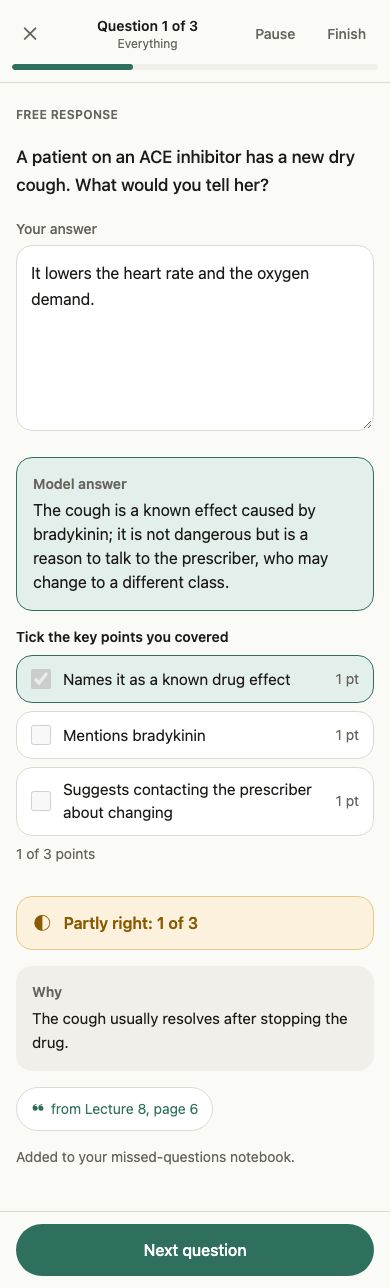 Question 1 of 3
Everything
Pause
Finish
FREE RESPONSE
A patient on an ACE inhibitor has a new dry
cough. What would you tell her?
Your answer
It lowers the heart rate and the oxygen
demand.
Model answer
The cough is a known effect caused by
bradykinin; it is not dangerous but is a
reason to talk to the prescriber, who may
change to a different class.
Tick the key points you covered
Names it as a known drug effect 1 pt
Mentions bradykinin 1 pt
Suggests contacting the prescriber
about changing 1 pt
1 of 3 points
Partly right: 1 of 3
Why
The cough usually resolves after stopping the
drug.
from Lecture 8, page 6
Added to your missed-questions notebook.
Next question